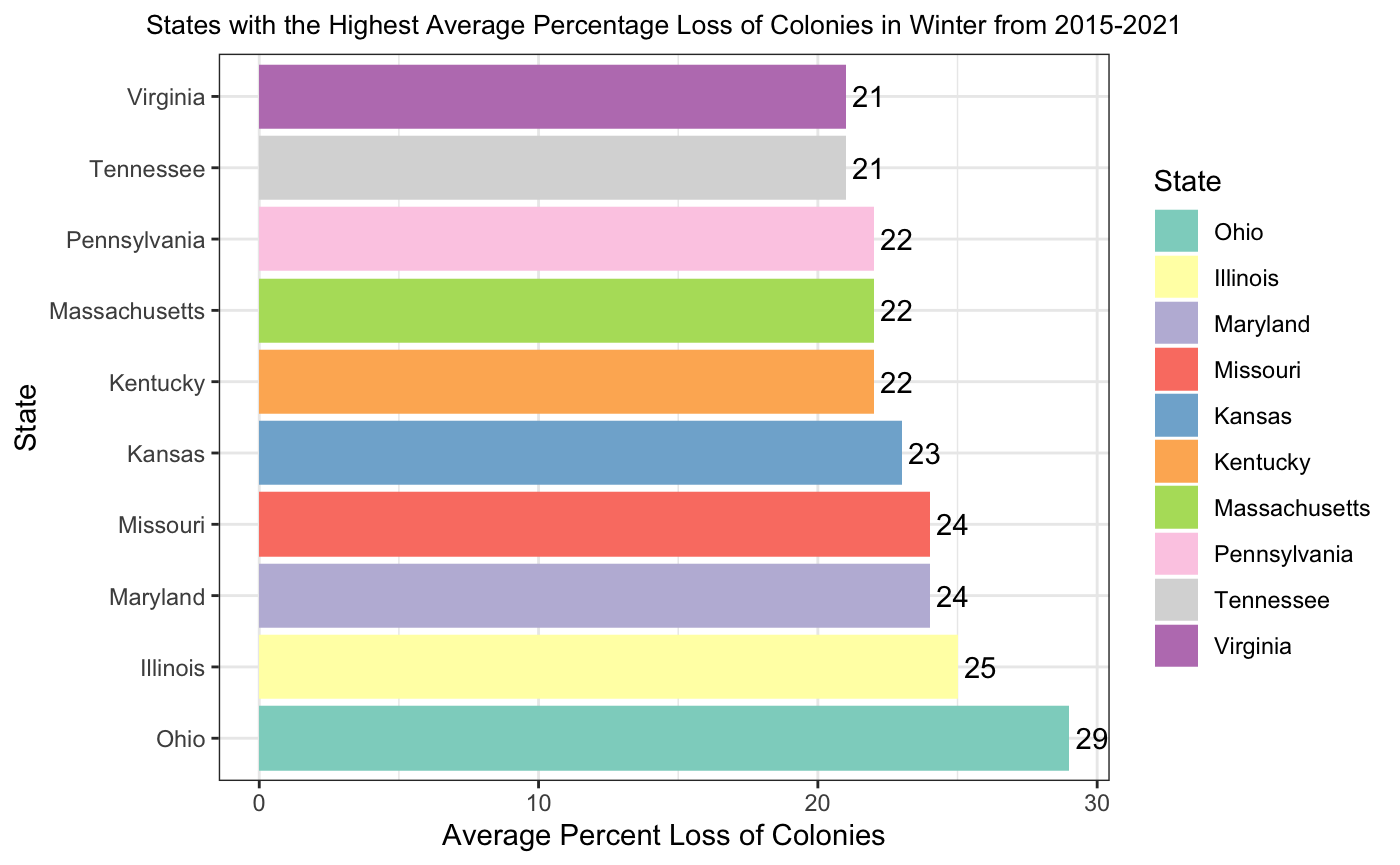 States with the Highest Average Percentage Loss of Colonies in Winter from 2015-2021
State
Virginia 21
Tennessee 21
Pennsylvania 22
Massachusetts 22
Kentucky 22
Kansas 23
Missouri 24
Maryland 24
Illinois 25
Ohio 29
0 10 20 30
Average Percent Loss of Colonies
State
Ohio
Illinois
Maryland
Missouri
Kansas
Kentucky
Massachusetts
Pennsylvania
Tennessee
Virginia